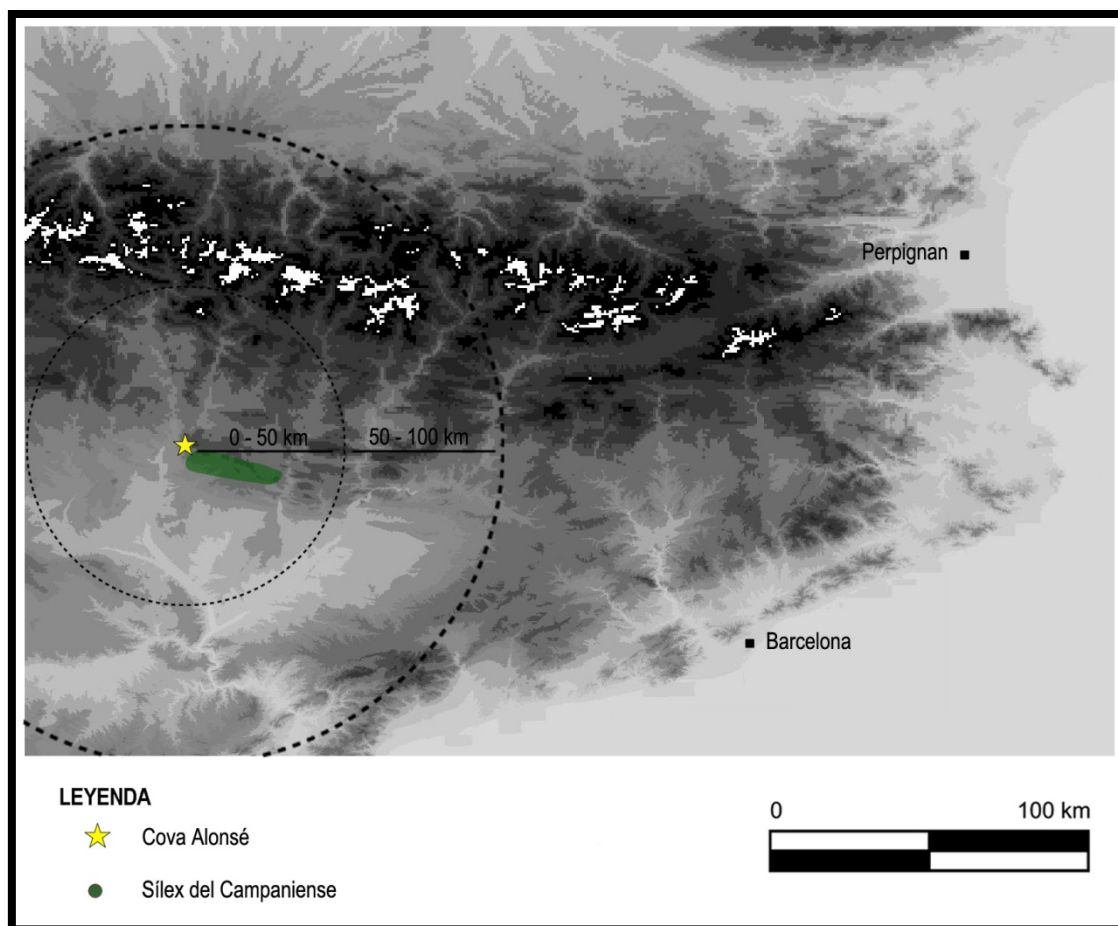 Perpignan
0 - 50 km
50 - 100 km
Barcelona
LEYENDA
Cova Alonsé
Sílex del Campaniense
0
100 km